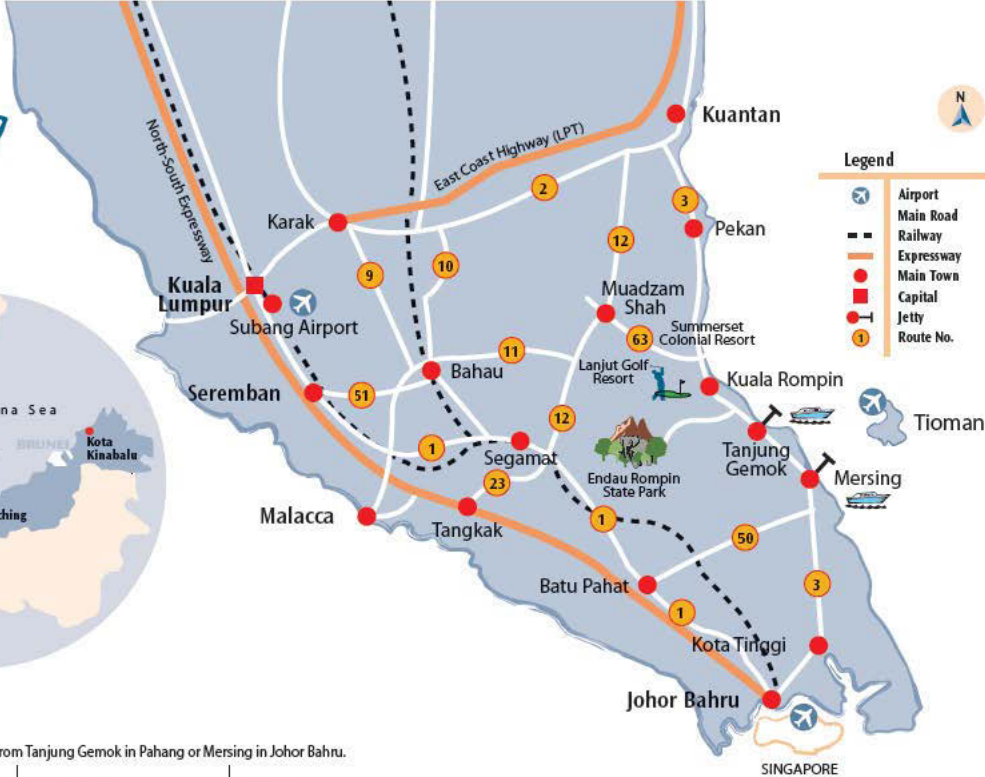 N
Kuantan
Legend
East Coast Highway (LPT)
North-South Expressway
2
3
Airport
Main Road
Railway
Expressway
Main Town
Capital
Jetty
1
Route No.
Karak
Pekan
12
9
10
Kuala
Lumpur
Subang Airport
Muadzam
Shah
63
Summerset
Colonial Resort
11
Bahau
Lanjut Golf
Resort
Kuala Rompin
Seremban
51
Tioman
12
na Sea
BRUNEI
Kota
Kinabalu
1
Segamat
Tanjung
Gemok
23
Endau Rompin
State Park
Mersing
ching
Malacca
Tangkak
1
50
Batu Pahat
3
1
Kota Tinggi
Johor Bahru
SINGAPORE
rom Tanjung Gemok in Pahang or Mersing in Johor Bahru.